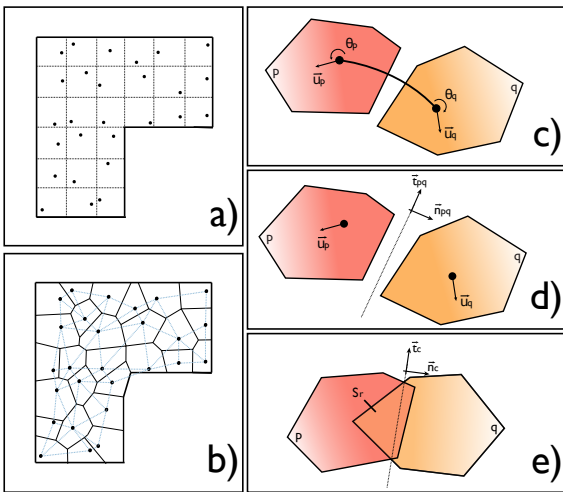 a)
b)
θp
p
u⃗p
θq
q
u⃗q
c)
t⃗pq
n⃗pq
p
u⃗p
q
u⃗q
d)
t⃗c
n⃗c
Sr
p
q
e)